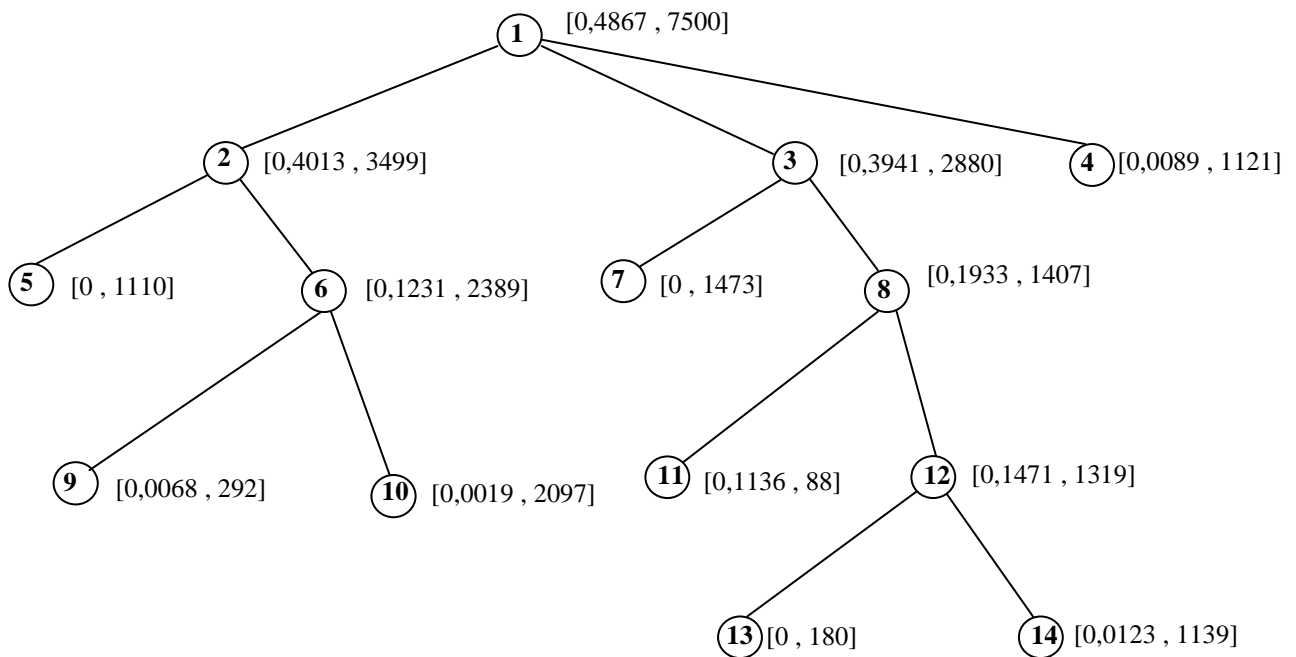 1 [0,4867 , 7500]
2 [0,4013 , 3499]
3 [0,3941 , 2880]
4 [0,0089 , 1121]
5 [0 , 1110]
6 [0,1231 , 2389]
7 [0 , 1473]
8 [0,1933 , 1407]
9 [0,0068 , 292]
10 [0,0019 , 2097]
11 [0,1136 , 88]
12 [0,1471 , 1319]
13 [0 , 180]
14 [0,0123 , 1139]